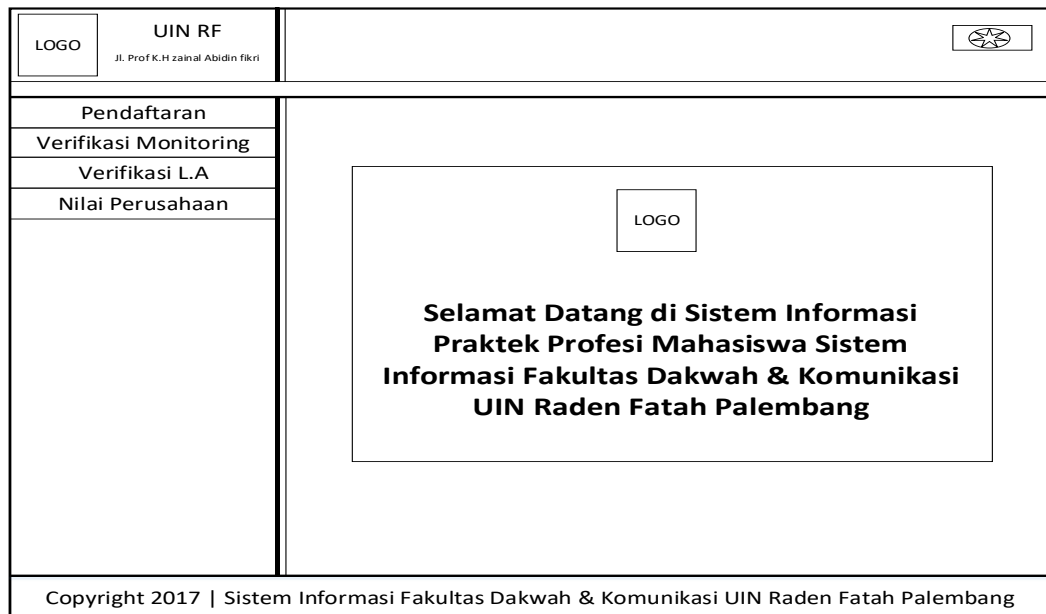 LOGO
UIN RF
Jl. Prof K.H zainal Abidin fikri
Pendaftaran
Verifikasi Monitoring
Verifikasi L.A
Nilai Perusahaan
LOGO
Selamat Datang di Sistem Informasi
Praktek Profesi Mahasiswa Sistem
Informasi Fakultas Dakwah & Komunikasi
UIN Raden Fatah Palembang
Copyright 2017 | Sistem Informasi Fakultas Dakwah & Komunikasi UIN Raden Fatah Palembang